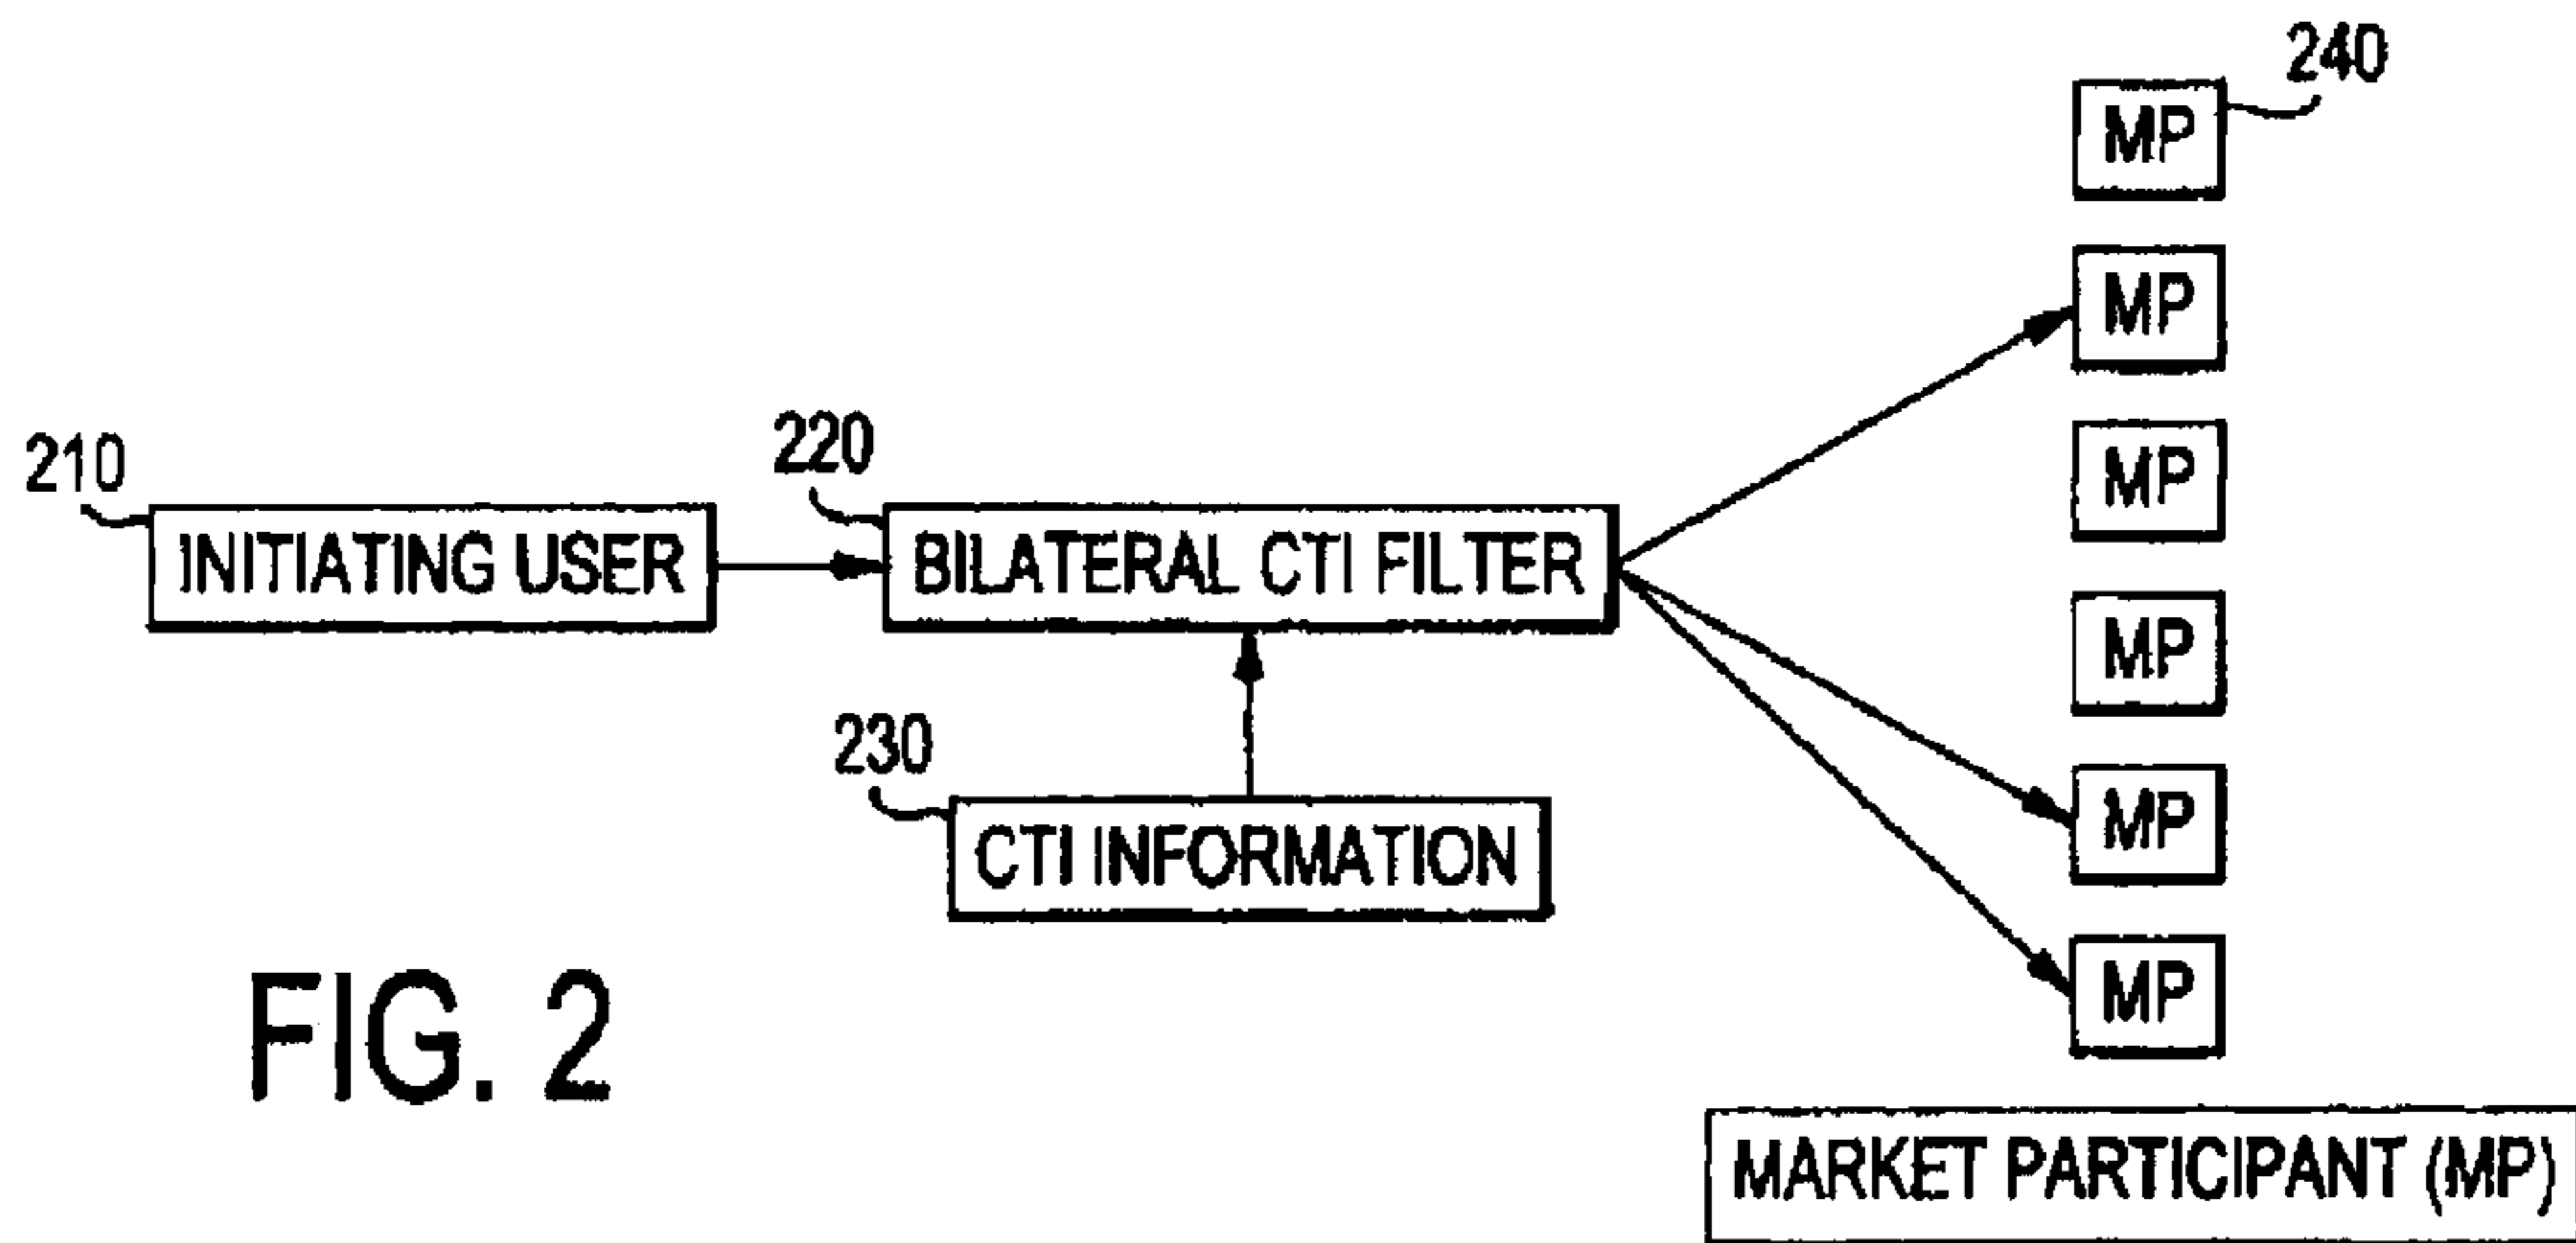 240
MP
MP
210
220
MP
INITIATING USER
BILATERAL CTI FILTER
MP
230
CTI INFORMATION
MP
MP
FIG. 2
MARKET PARTICIPANT (MP)